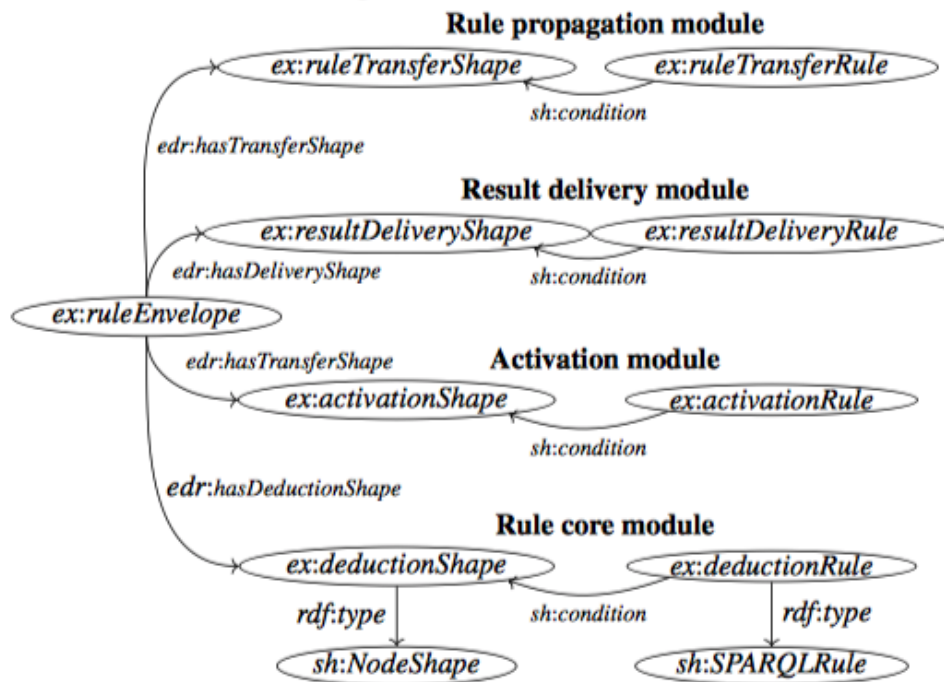 Rule propagation module
ex:ruleTransferShape ex:ruleTransferRule
sh:condition
edr:hasTransferShape
Result delivery module
ex:resultDeliveryShape ex:resultDeliveryRule
edr:hasDeliveryShape sh:condition
ex:ruleEnvelope
edr:hasTransferShape Activation module
ex:activationShape ex:activationRule
sh:condition
edr:hasDeductionShape
Rule core module
ex:deductionShape ex:deductionRule
rdf:type sh:condition rdf:type
sh:NodeShape sh:SPARQLRule